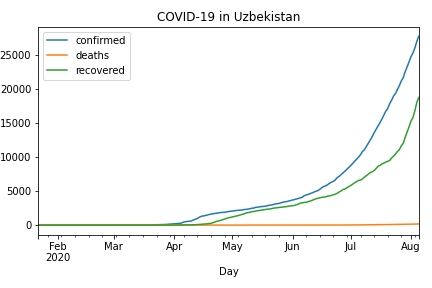 COVID-19 in Uzbekistan
confirmed
deaths
recovered
25000
20000
15000
10000
5000
0
Feb Mar Apr May Jun Jul Aug
2020
Day